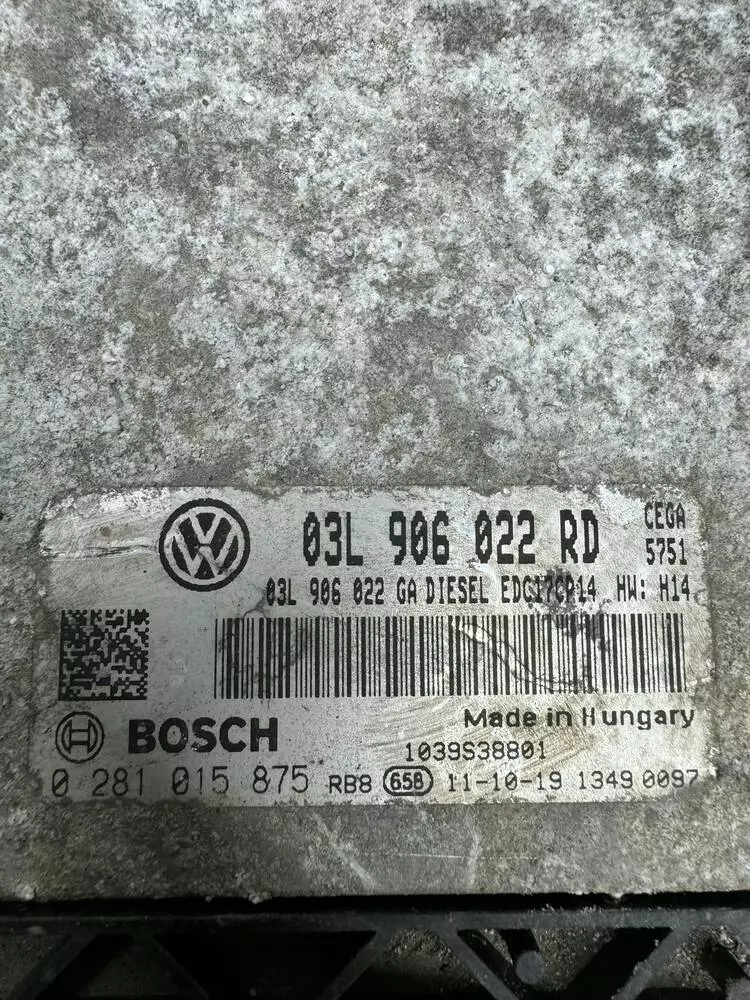 03L 906 022 RD
CEGA
5751
03L 906 022 GA DIESEL EDC17CP14 HW: H14
BOSCH
Made in Hungary
1039S38801
0 281 015 875 RB8 658 11-10-19 1349 0097